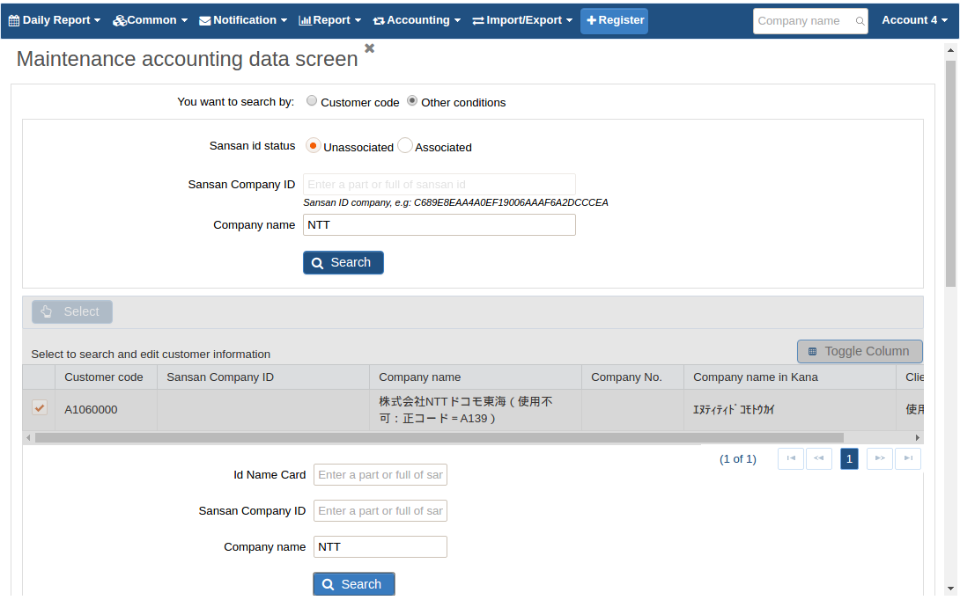 Daily Report Common Notification Report Accounting Import/Export Register Company name Account 4
Maintenance accounting data screen
You want to search by: Customer code Other conditions
Sansan id status Unassociated Associated
Sansan Company ID Enter a part or full of sansan id
Sansan ID company, e.g: C689E8EAA4A0EF19006AAAF6A2DCCCEA
Company name NTT
Search
Select
Select to search and edit customer information
Toggle Column
Customer code Sansan Company ID Company name Company No. Company name in Kana Clie
A1060000 株式会社NTTドコモ東海(使用不 ｴﾇﾃｨﾃｨﾄﾞｺﾓﾄｳｶｲ 使用
可:正コード=A139)
(1 of 1) 1
Id Name Card Enter a part or full of sar
Sansan Company ID Enter a part or full of sar
Company name NTT
Search